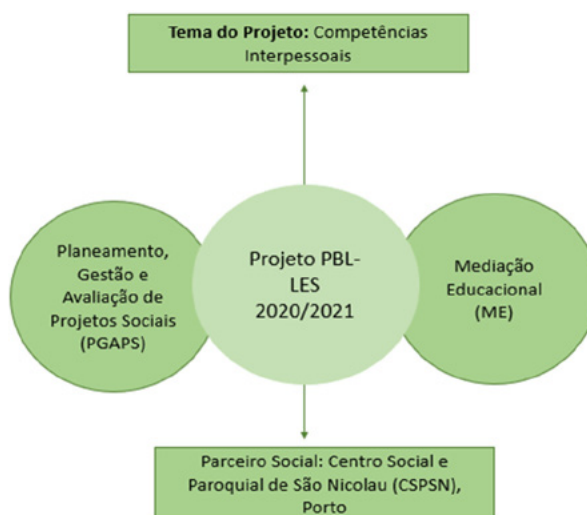 Tema do Projeto: Competências
Interpessoais
Planeamento,
Gestão e
Avaliação de
Projetos Sociais
(PGAPS)
Projeto PBL-
LES
2020/2021
Mediação
Educacional
(ME)
Parceiro Social: Centro Social e
Paroquial de São Nicolau (CSPSN),
Porto